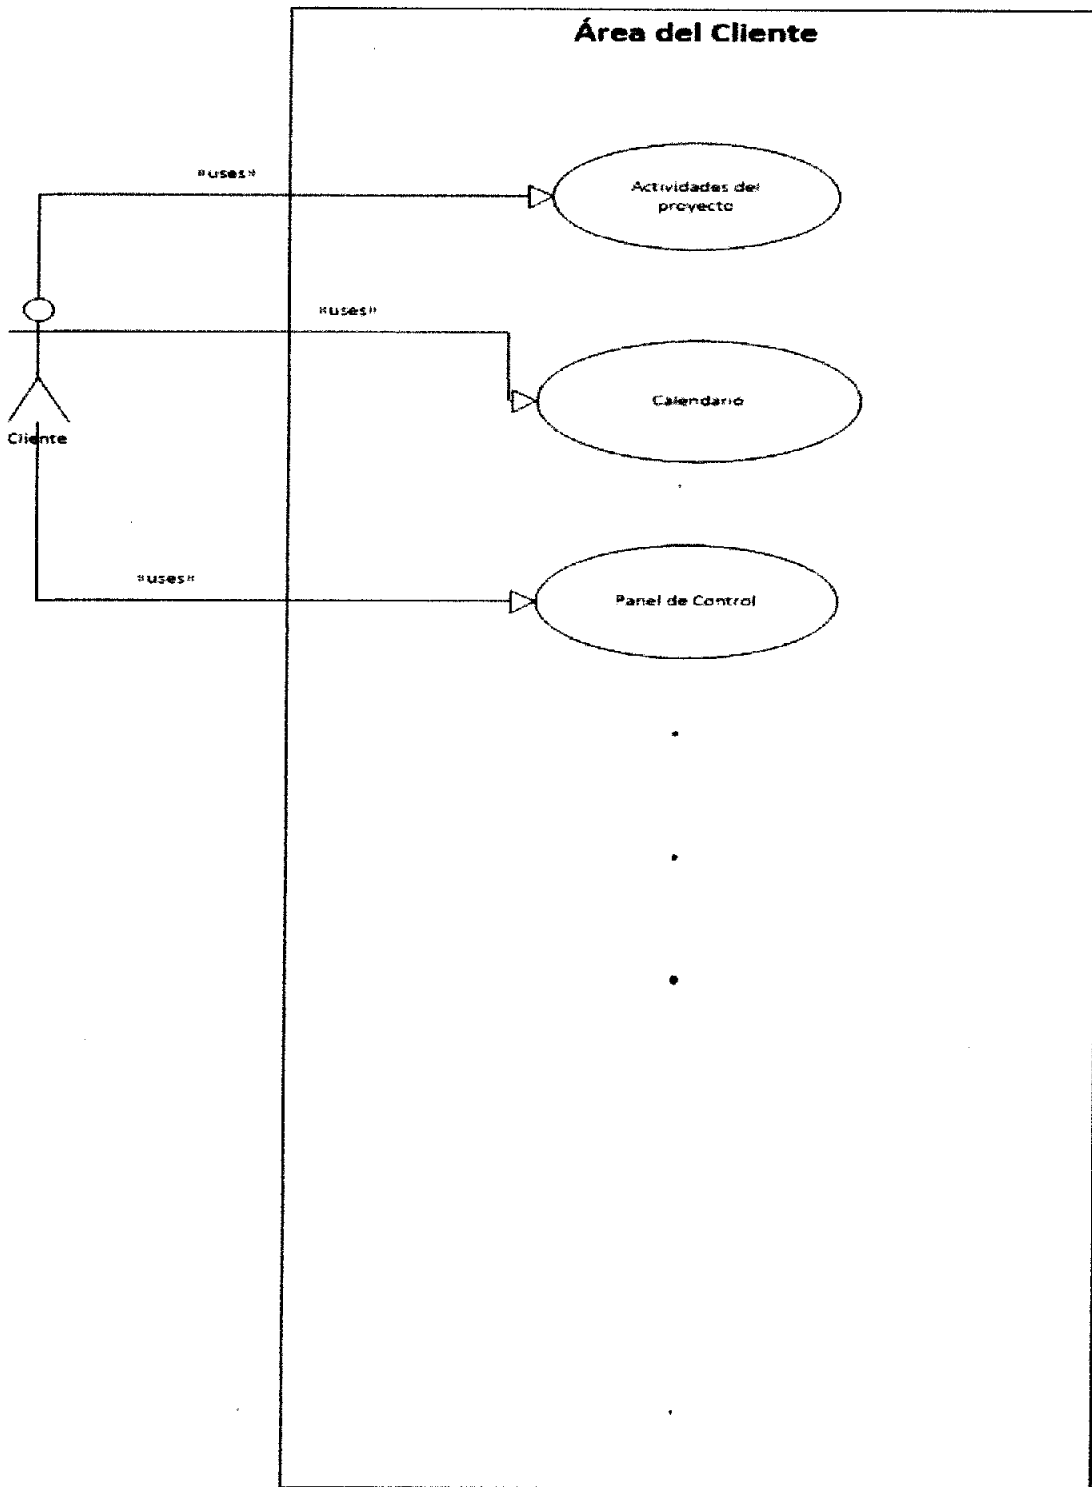 Área del Cliente
«uses»
Actividades del
proyecto
«uses»
Calendario
Cliente
«uses»
Panel de Control